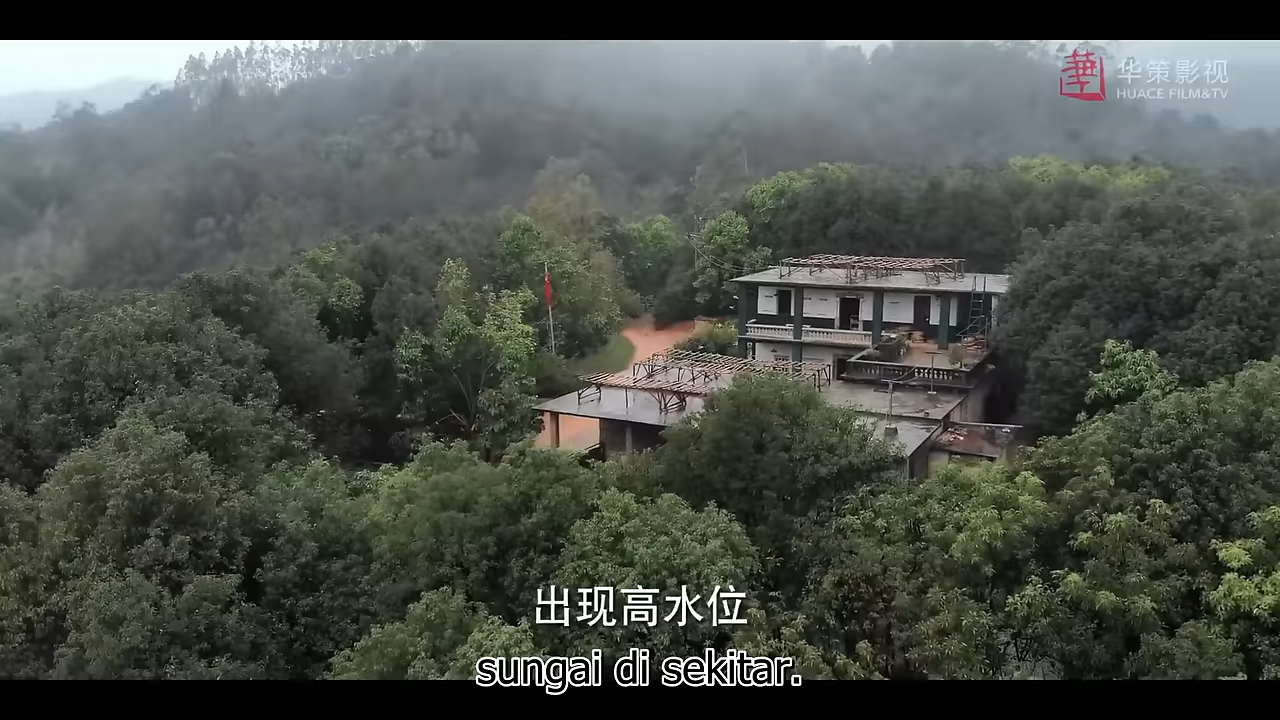 華
华策影视
HUACE FILM&TV
出现高水位
sungai di sekitar.